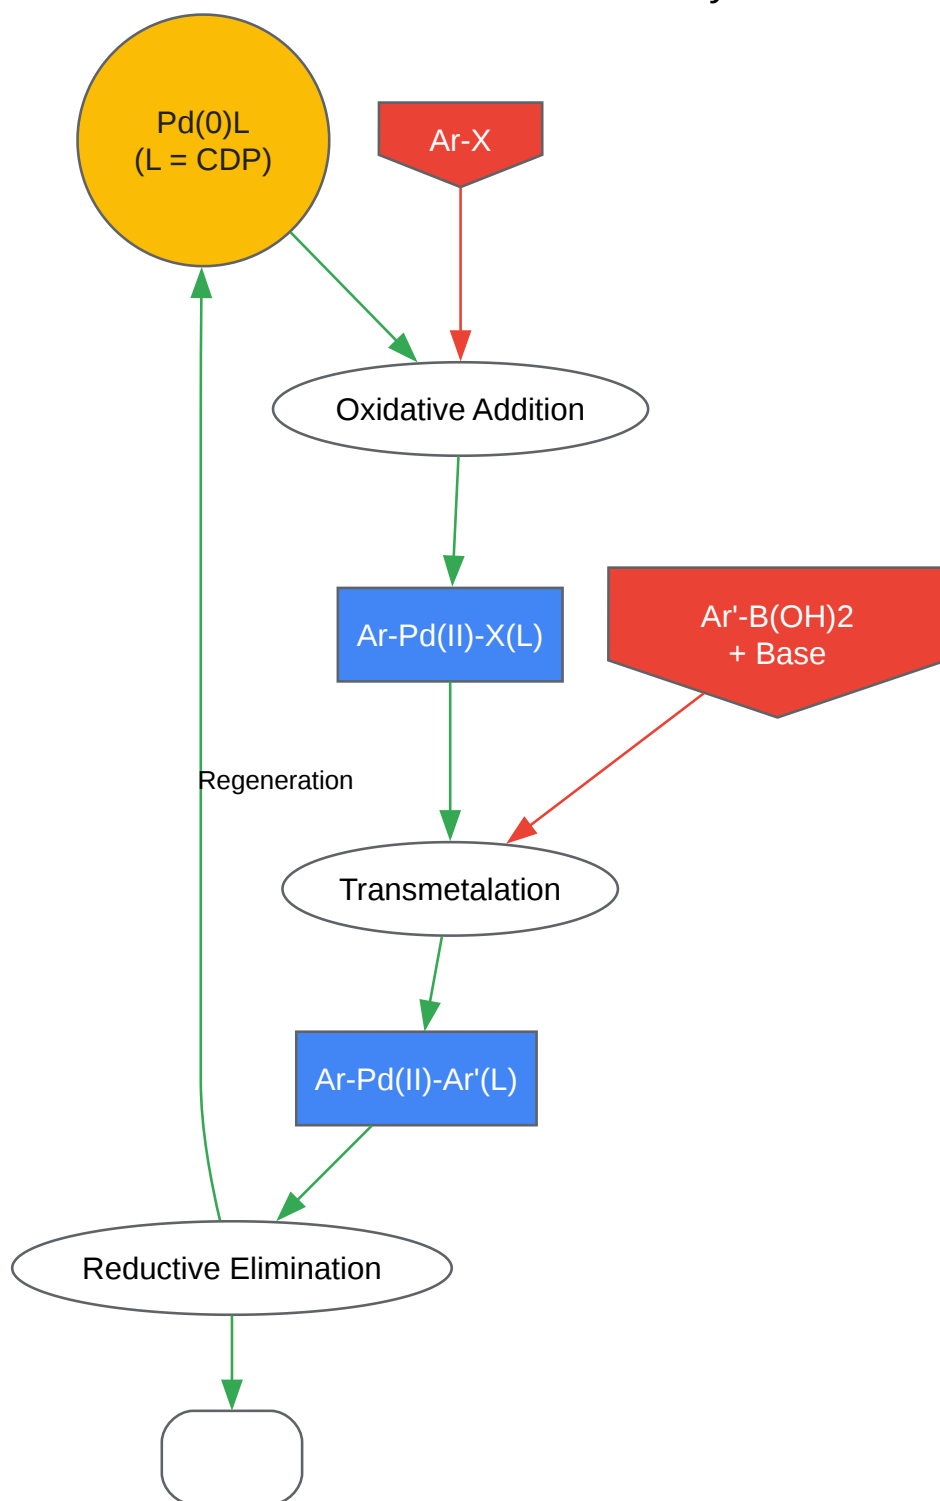 Pd(0)L
(L = CDP)
Ar-X
Oxidative Addition
Ar-Pd(II)-X(L)
Ar'-B(OH)2
+ Base
Regeneration
Transmetalation
Ar-Pd(II)-Ar'(L)
Reductive Elimination